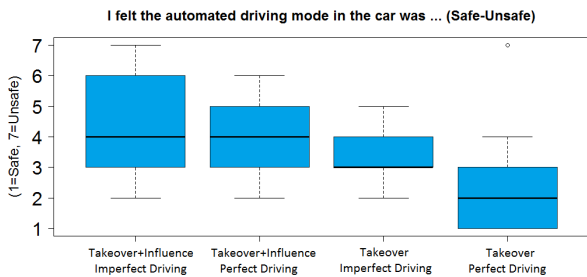 I felt the automated driving mode in the car was ... (Safe-Unsafe)
(1=Safe, 7=Unsafe)
7
6
5
4
3
2
1
Takeover+Influence
Imperfect Driving
Takeover+Influence
Perfect Driving
Takeover
Imperfect Driving
Takeover
Perfect Driving